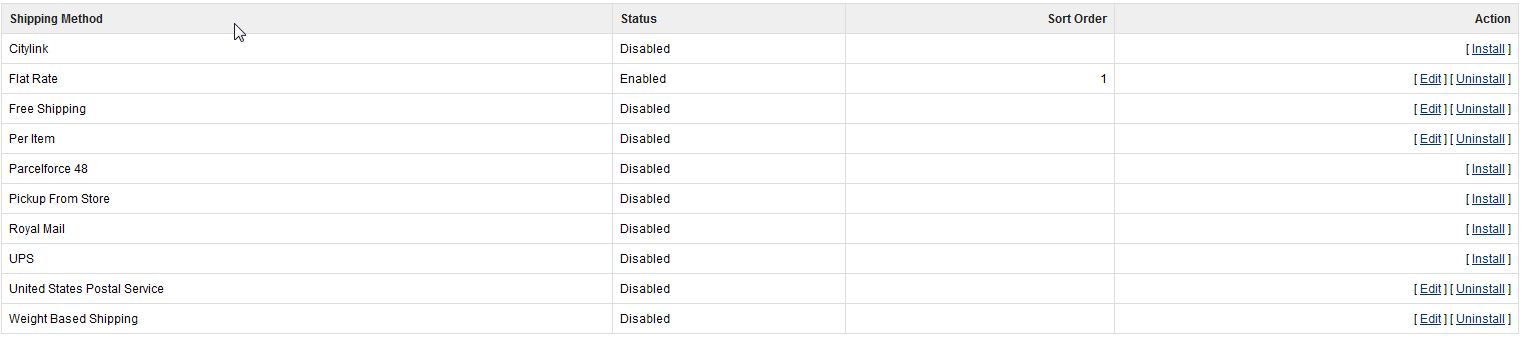 Shipping Method Status Sort Order Action
Citylink Disabled [ Install ]
Flat Rate Enabled 1 [ Edit ] [ Uninstall ]
Free Shipping Disabled [ Edit ] [ Uninstall ]
Per Item Disabled [ Edit ] [ Uninstall ]
Parcelforce 48 Disabled [ Install ]
Pickup From Store Disabled [ Install ]
Royal Mail Disabled [ Install ]
UPS Disabled [ Install ]
United States Postal Service Disabled [ Edit ] [ Uninstall ]
Weight Based Shipping Disabled [ Edit ] [ Uninstall ]